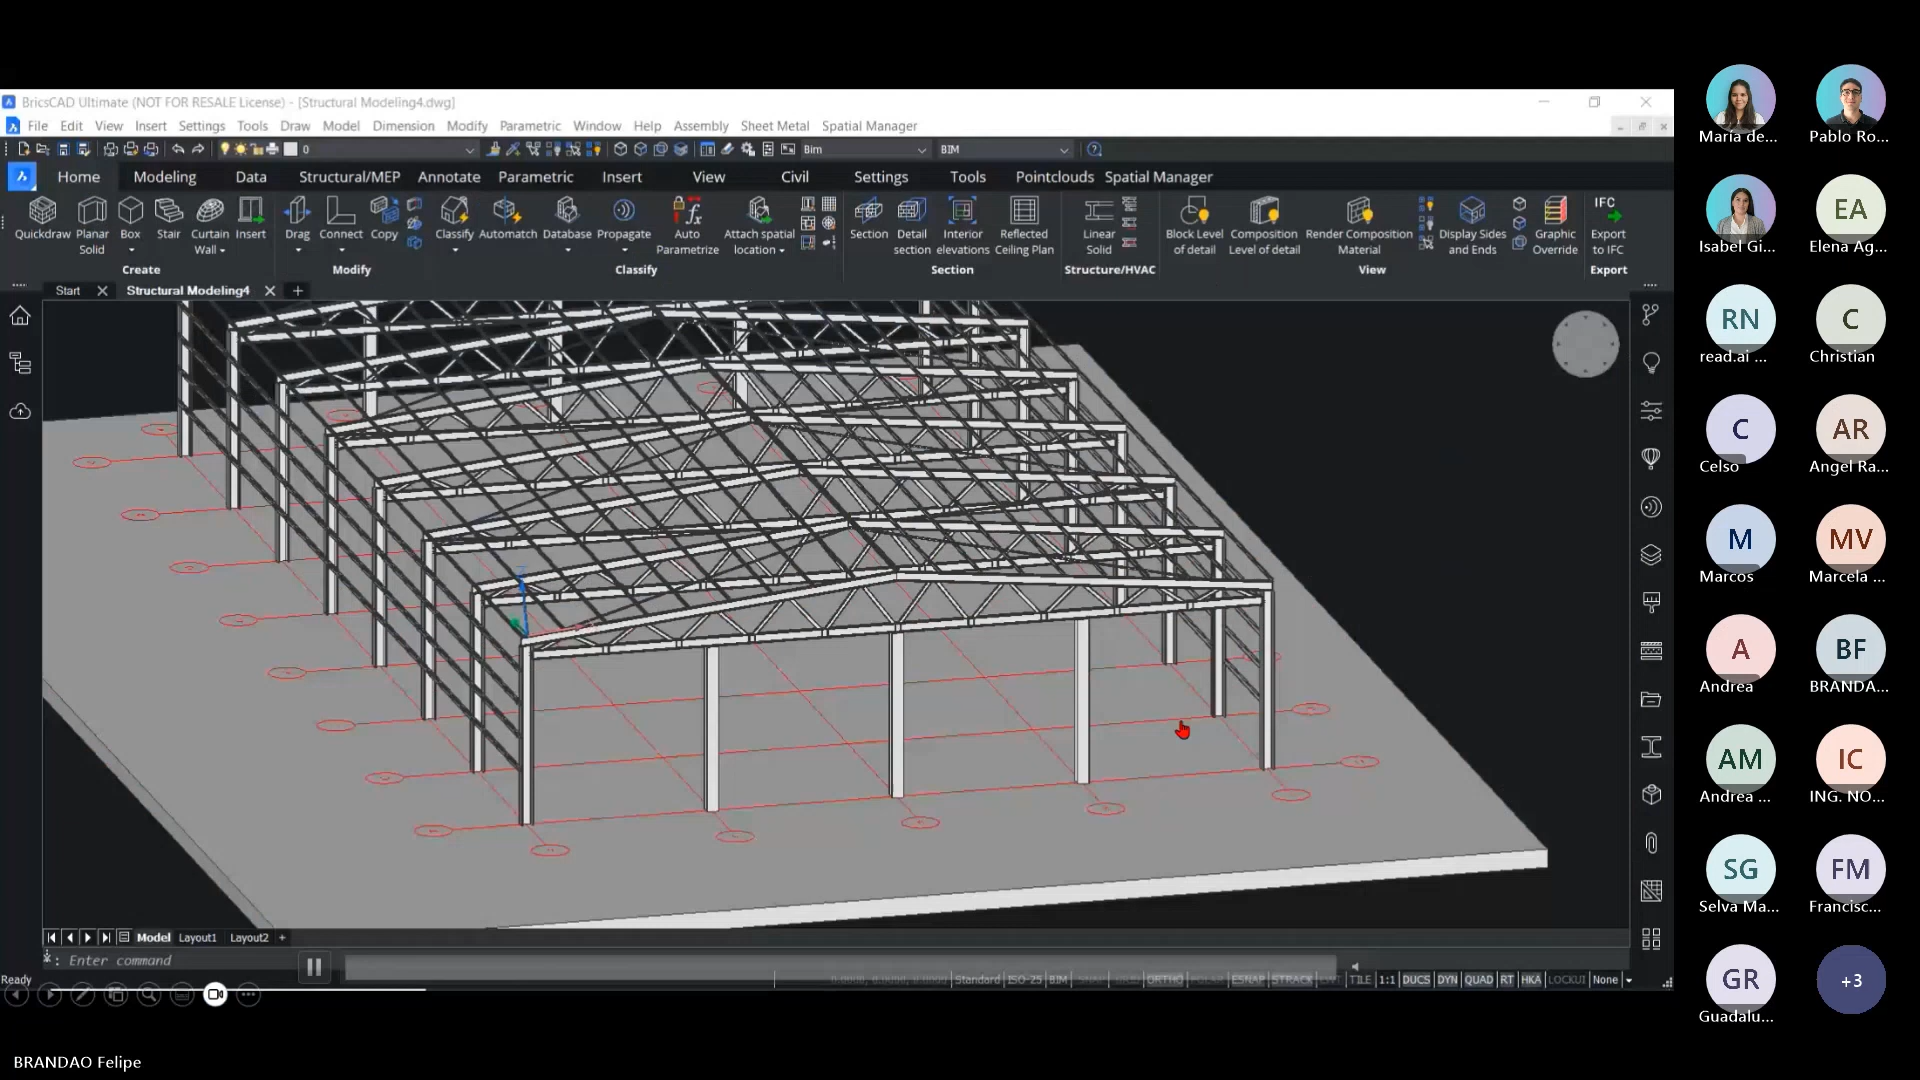 BricsCAD Ultimate (NOT FOR RESALE License) - [Structural Modeling4.dwg]
File Edit View Insert Settings Tools Draw Model Dimension Modify Parametric Window Help Assembly Sheet Metal Spatial Manager
0 Bim BIM
Home Modeling Data Structural/MEP Annotate Parametric Insert View Civil Settings Tools Pointclouds Spatial Manager
Quickdraw Planar Solid Box Stair Curtain Wall Insert
Create
Drag Connect Copy
Modify
Classify Automatch Database Propagate Auto Parametrize Attach spatial location
Classify
Section Detail section Interior elevations Reflected Ceiling Plan
Section
Linear Solid
Structure/HVAC
Block Level of detail Composition Level of detail Render Composition Material Display Sides and Ends Graphic Override
View
IFC
Export to IFC
Export
Start Structural Modeling4
Model Layout1 Layout2
: Enter command
Ready
Standard ISO-25 BIM ORTHO ESNAP STRACK TILE 1:1 DUCS DYN QUAD RT HKA LOCKUI None
María de...
Pablo Ro...
Isabel Gi...
EA
Elena Ag...
RN
read.ai ...
C
Christian
C
Celso
AR
Angel Ra...
M
Marcos
MV
Marcela ...
A
Andrea
BF
BRANDA...
AM
Andrea ...
IC
ING. NO...
SG
Selva Ma...
FM
Francisc...
GR
Guadalu...
+3
BRANDAO Felipe